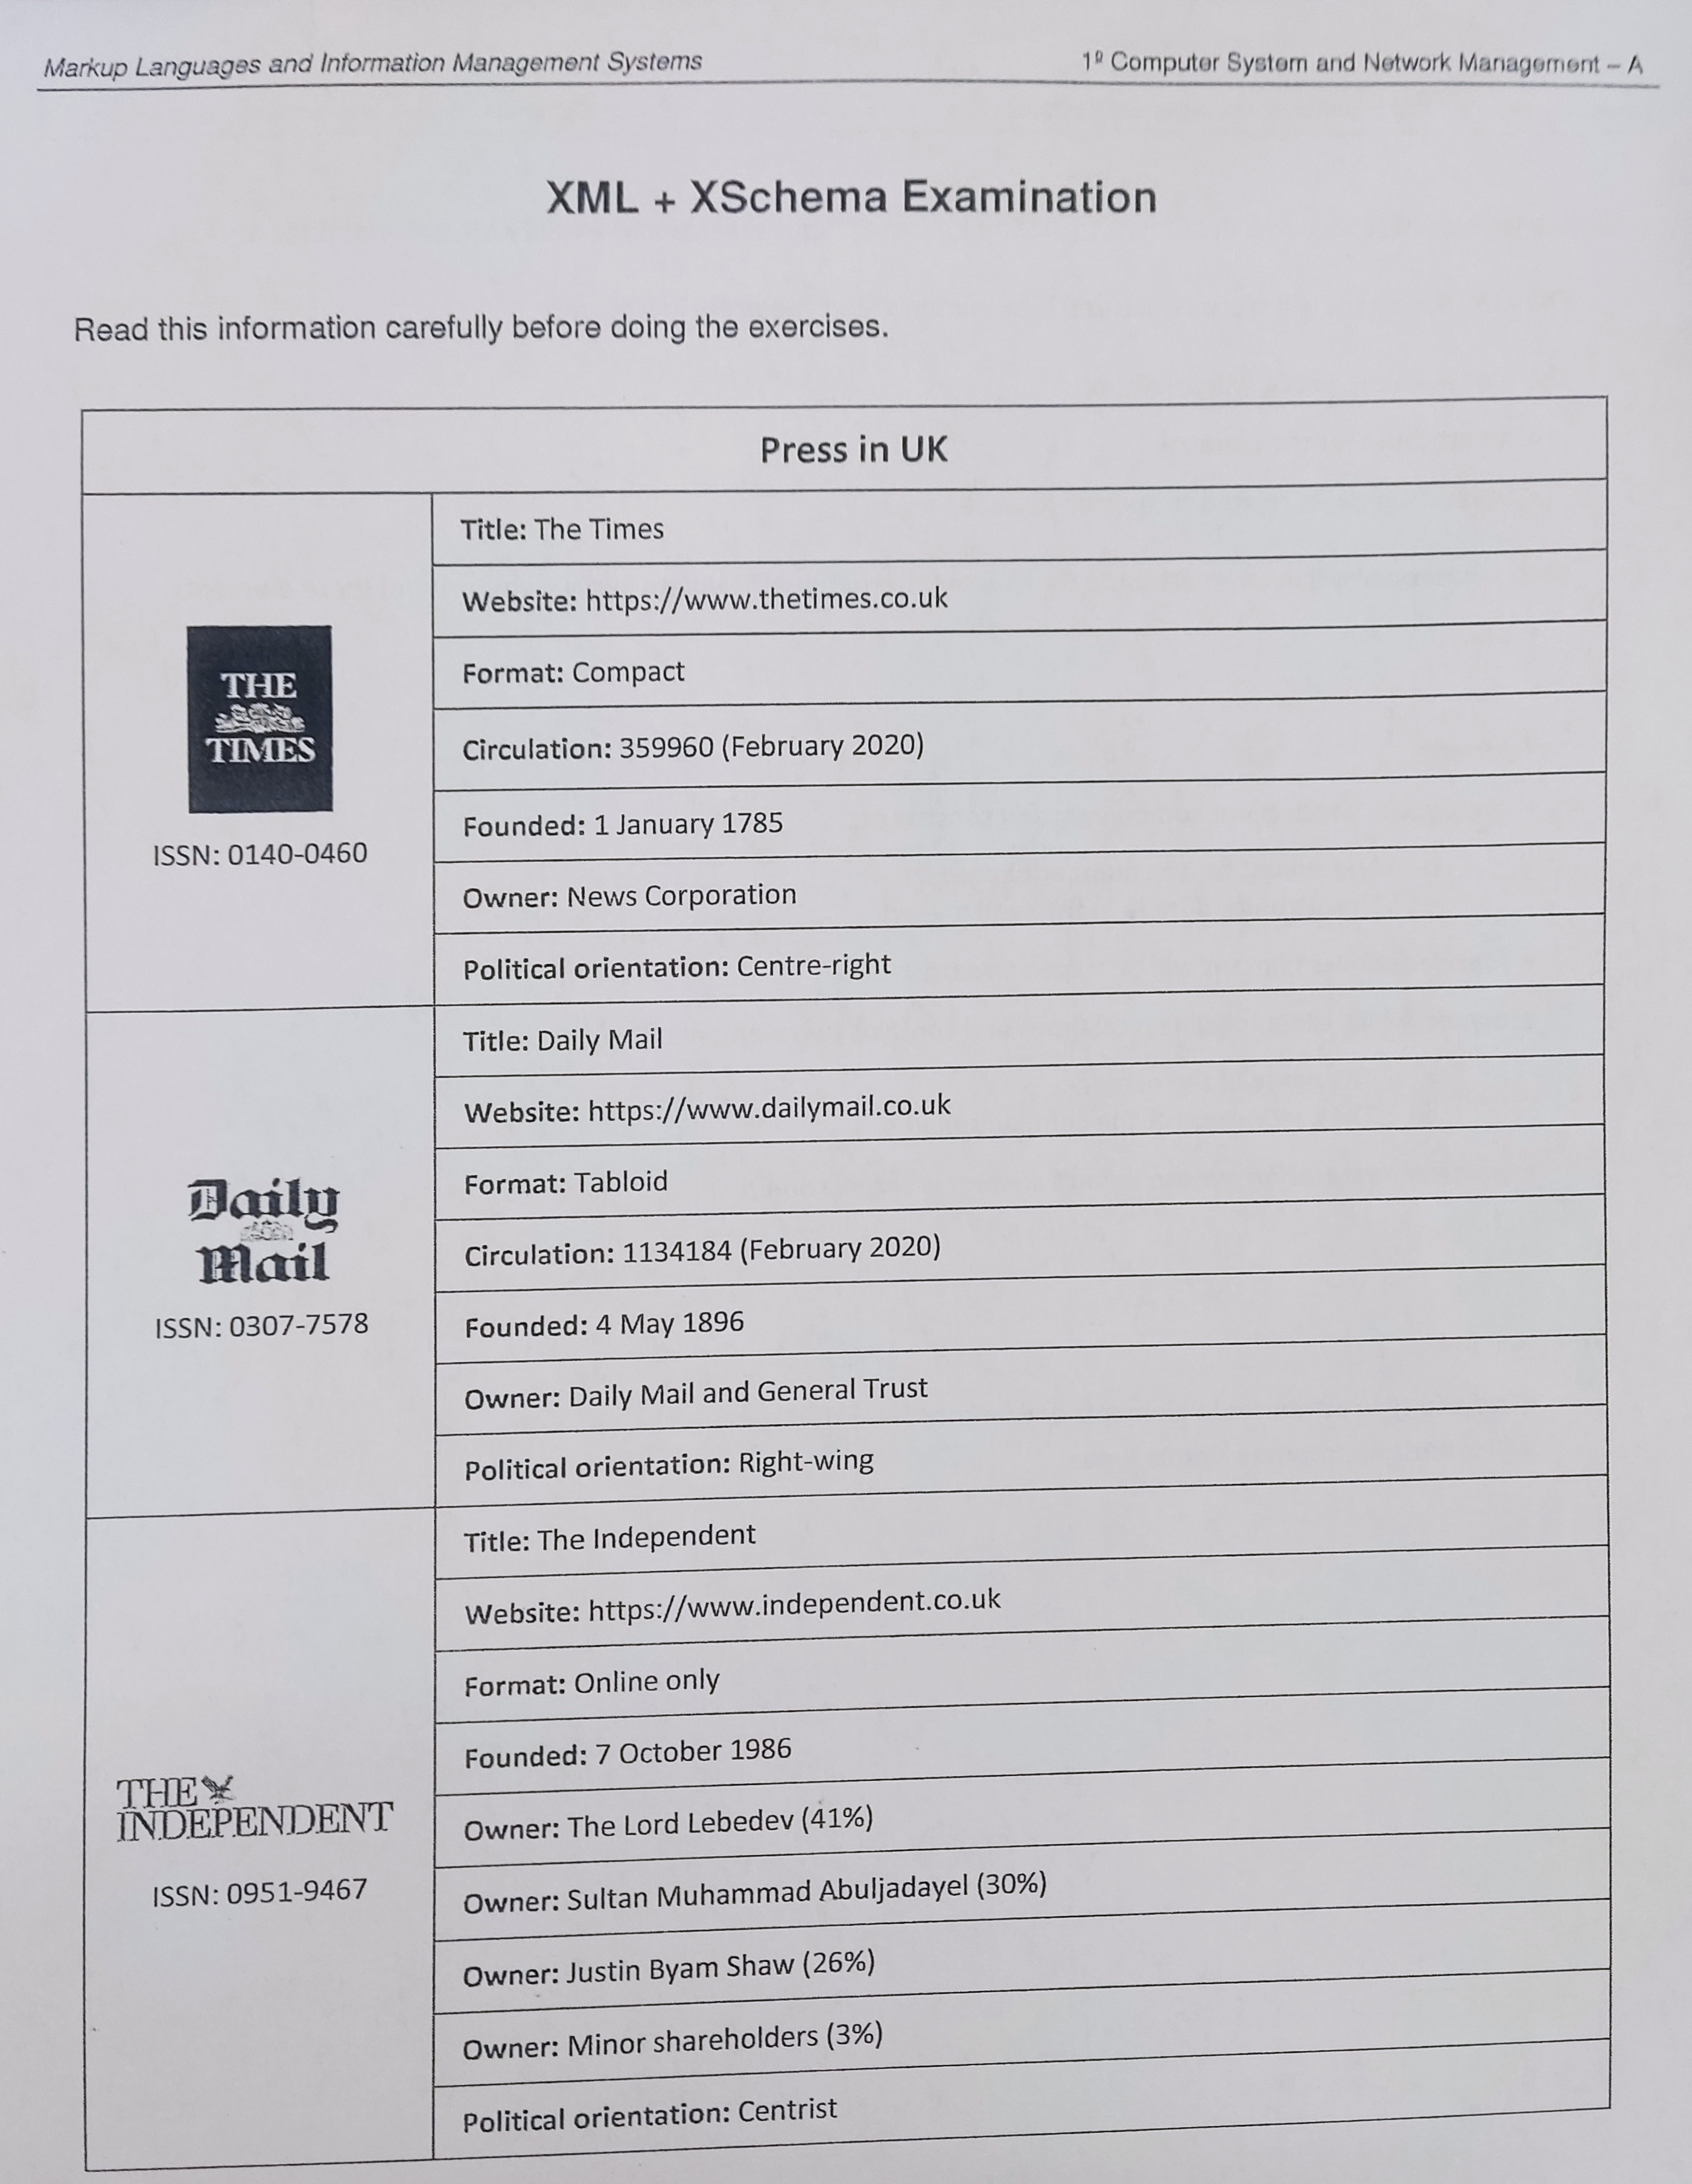 Markup Languages and Information Management Systems
1º Computer System and Network Management – A
XML + XSchema Examination
Read this information carefully before doing the exercises.
Press in UK
THE
TIMES
ISSN: 0140-0460
Title: The Times
Website: https://www.thetimes.co.uk
Format: Compact
Circulation: 359960 (February 2020)
Founded: 1 January 1785
Owner: News Corporation
Political orientation: Centre-right
Daily
Mail
ISSN: 0307-7578
Title: Daily Mail
Website: https://www.dailymail.co.uk
Format: Tabloid
Circulation: 1134184 (February 2020)
Founded: 4 May 1896
Owner: Daily Mail and General Trust
Political orientation: Right-wing
THE
INDEPENDENT
ISSN: 0951-9467
Title: The Independent
Website: https://www.independent.co.uk
Format: Online only
Founded: 7 October 1986
Owner: The Lord Lebedev (41%)
Owner: Sultan Muhammad Abuljadayel (30%)
Owner: Justin Byam Shaw (26%)
Owner: Minor shareholders (3%)
Political orientation: Centrist